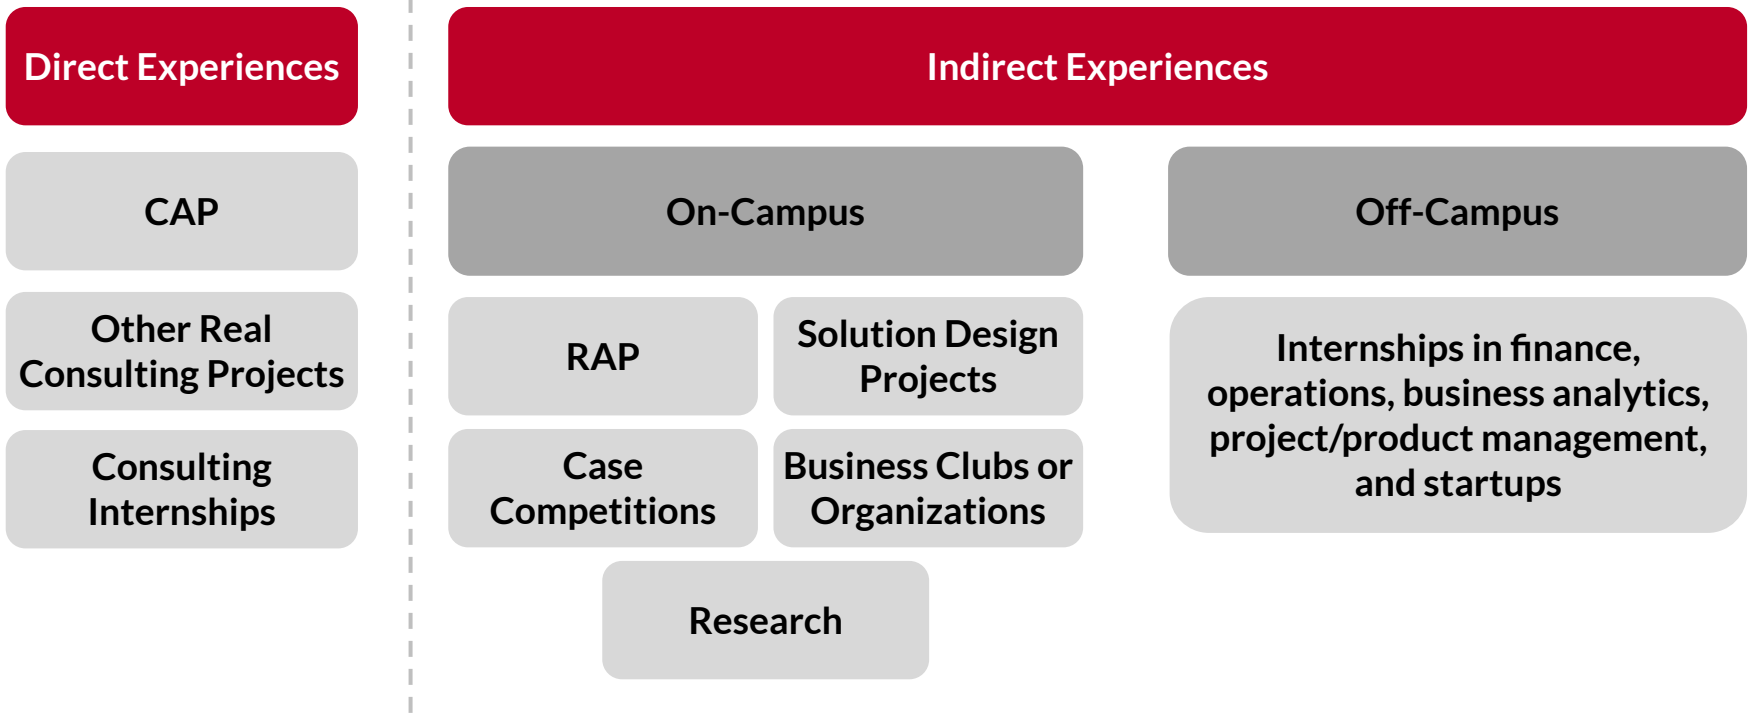 Direct Experiences
Indirect Experiences
CAP
On-Campus
Off-Campus
Other Real
Consulting Projects
Consulting
Internships
RAP
Solution Design
Projects
Case
Competitions
Business Clubs or
Organizations
Research
Internships in finance,
operations, business analytics,
project/product management,
and startups